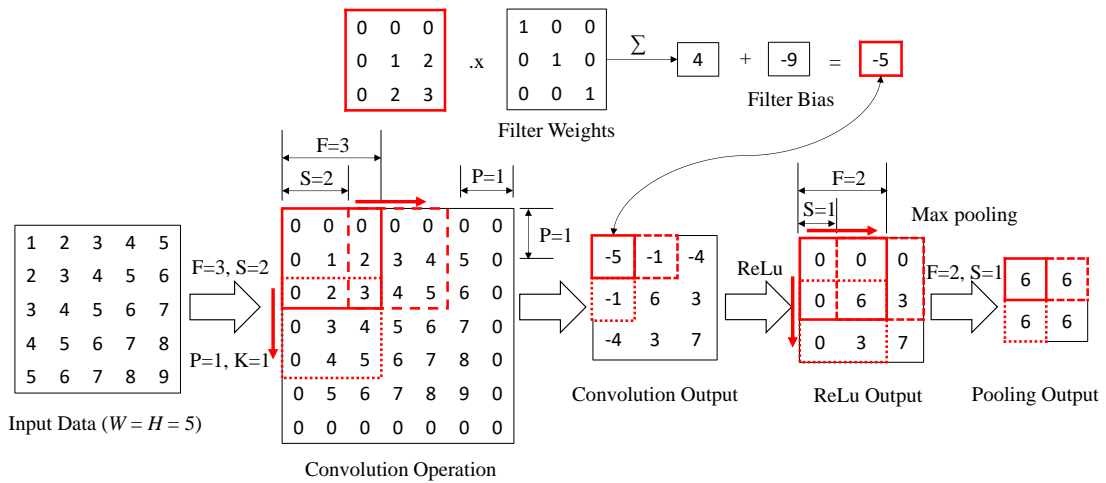 0 0 0
0 1 2
0 2 3
.x
1 0 0
0 1 0
0 0 1
Σ
4 + -9 = -5
Filter Weights
Filter Bias
F=3
S=2
P=1
P=1
F=2
S=1
Max pooling
1 2 3 4 5
2 3 4 5 6
3 4 5 6 7
4 5 6 7 8
5 6 7 8 9
Input Data (W = H = 5)
F=3, S=2
P=1, K=1
0 0 0 0 0 0 0
0 1 2 3 4 5 0
0 2 3 4 5 6 0
0 3 4 5 6 7 0
0 4 5 6 7 8 0
0 5 6 7 8 9 0
0 0 0 0 0 0 0
Convolution Operation
-5 -1 -4
-1 6 3
-4 3 7
Convolution Output
ReLu
0 0 0
0 6 3
0 3 7
ReLu Output
F=2, S=1
6 6
6 6
Pooling Output